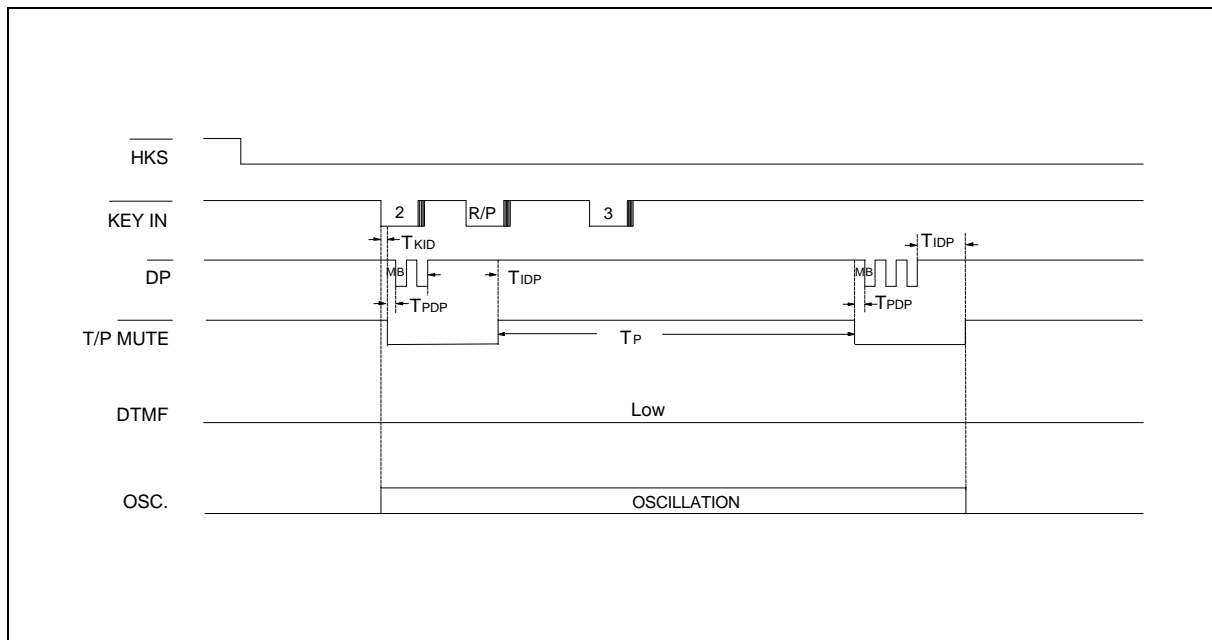 HKS
KEY IN
2
R/P
3
TKID
TIDP
DP
MB
TIDP
MB
TPDP
TPDP
T/P MUTE
TP
DTMF
Low
OSC.
OSCILLATION